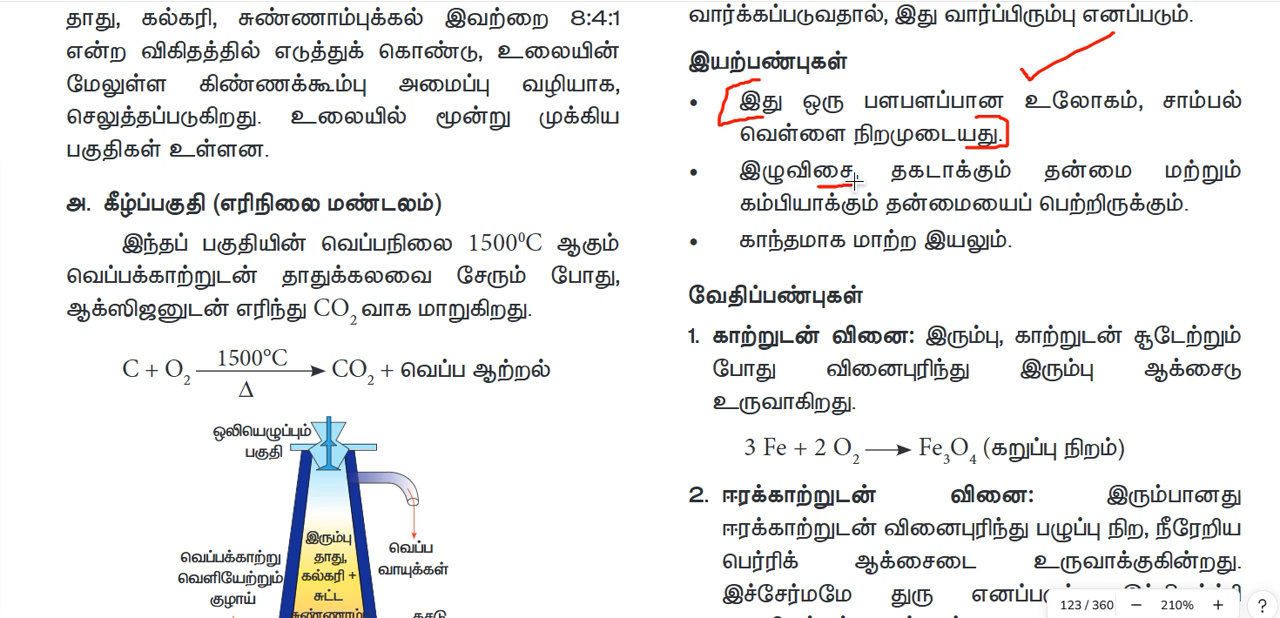 தாது, கல்கரி, சுண்ணாம்புக்கல் இவற்றை 8:4:1
என்ற விகிதத்தில் எடுத்துக் கொண்டு, உலையின்
மேலுள்ள கிண்ணக்கூம்பு அமைப்பு வழியாக,
செலுத்தப்படுகிறது. உலையில் மூன்று முக்கிய
பகுதிகள் உள்ளன.
அ. கீழ்ப்பகுதி (எரிநிலை மண்டலம்)
இந்தப் பகுதியின் வெப்பநிலை 1500⁰C ஆகும்
வெப்பக்காற்றுடன் தாதுக்கலவை சேரும் போது,
ஆக்ஸிஜனுடன் எரிந்து CO₂ வாக மாறுகிறது.
C + O₂ 1500°C Δ → CO₂ + வெப்ப ஆற்றல்
ஒலியெழுப்பும்
பகுதி
வெப்பக்காற்று
வெளியேற்றும்
குழாய்
இரும்பு
தாது,
கல்கரி +
சுட்ட
சுண்ணாம்
வெப்ப
வாயுக்கள்
வார்க்கப்படுவதால், இது வார்ப்பிரும்பு எனப்படும்.
இயற்பண்புகள்
• இது ஒரு பளபளப்பான உலோகம், சாம்பல்
வெள்ளை நிறமுடையது.
• இழுவிசை, தகடாக்கும் தன்மை மற்றும்
கம்பியாக்கும் தன்மையைப் பெற்றிருக்கும்.
• காந்தமாக மாற்ற இயலும்.
வேதிப்பண்புகள்
1. காற்றுடன் வினை: இரும்பு, காற்றுடன் சூடேற்றும்
போது வினைபுரிந்து இரும்பு ஆக்சைடு
உருவாகிறது.
3 Fe + 2 O₂ → Fe₃O₄ (கறுப்பு நிறம்)
2. ஈரக்காற்றுடன் வினை: இரும்பானது
ஈரக்காற்றுடன் வினைபுரிந்து பழுப்பு நிற, நீரேறிய
பெர்ரிக் ஆக்சைடை உருவாக்குகின்றது.
இச்சேர்மமே துரு
123 / 360 − 210% + ?